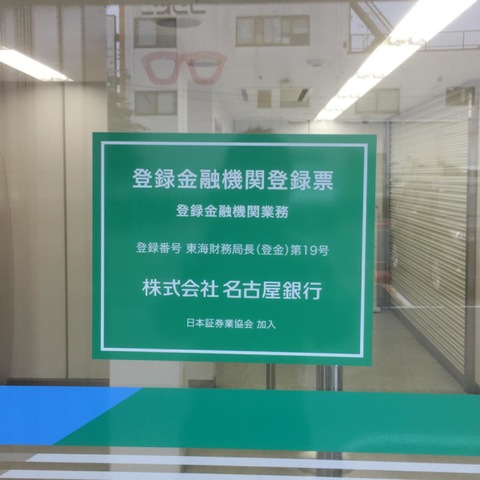 登録金融機関登録票
登録金融機関業務
登録番号 東海財務局長(登金)第19号
株式会社 名古屋銀行
日本証券業協会 加入